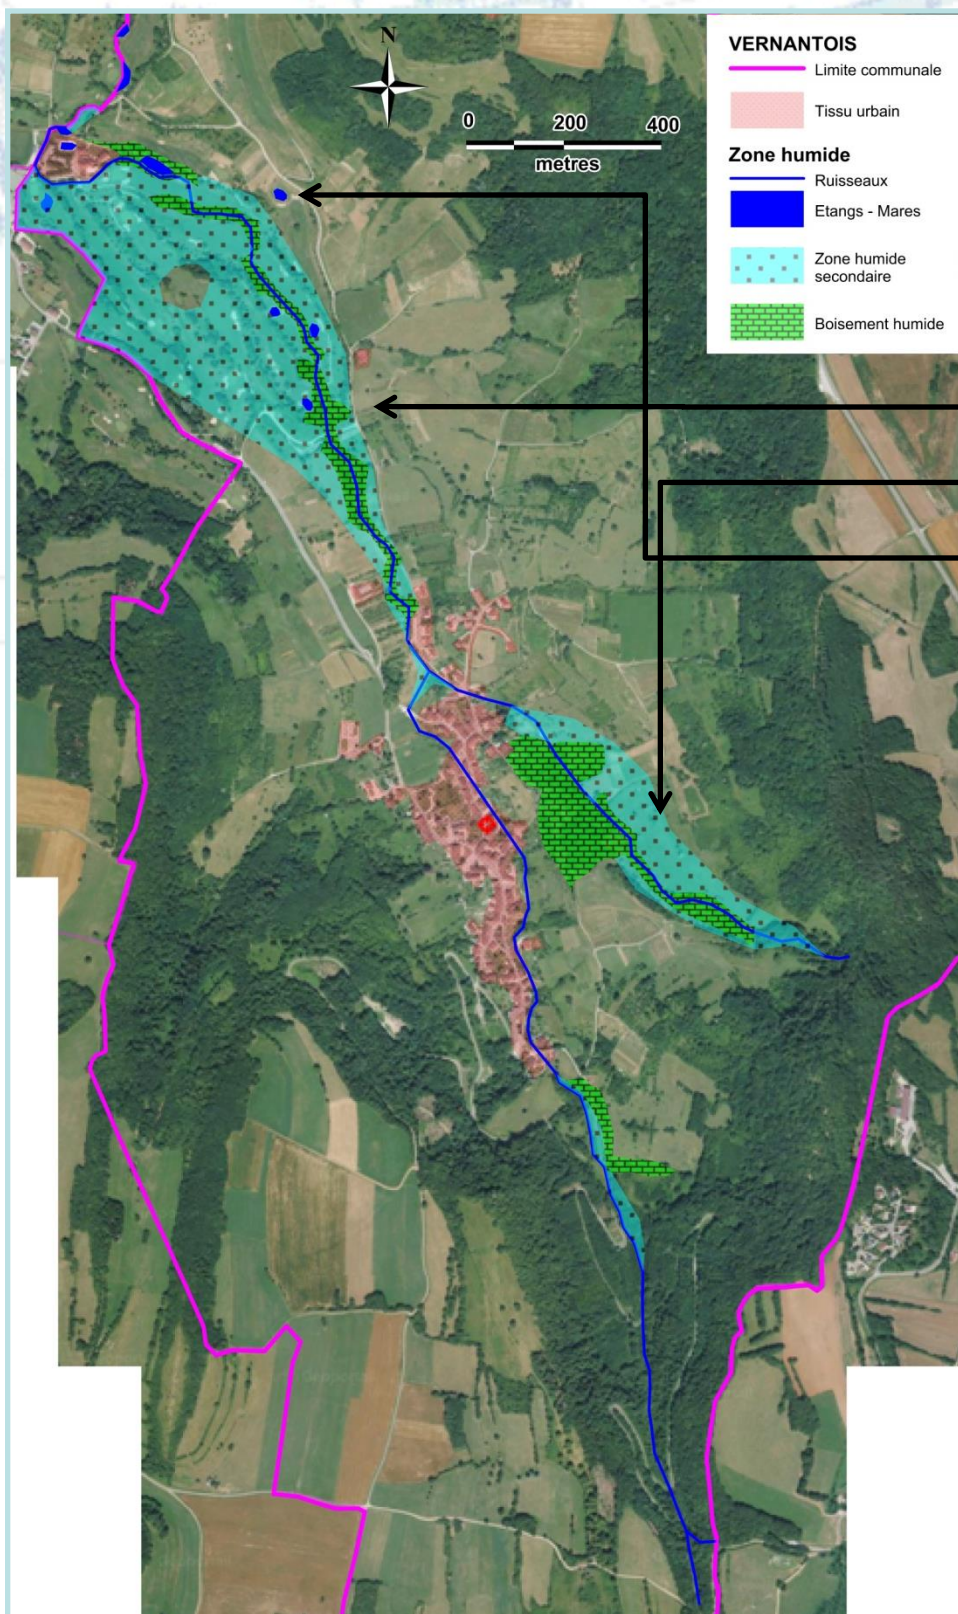 N
0 200 400
metres
VERNANTOIS
Limite communale
Tissu urbain
Zone humide
Ruisseaux
Etangs - Mares
Zone humide
secondaire
Boisement humide